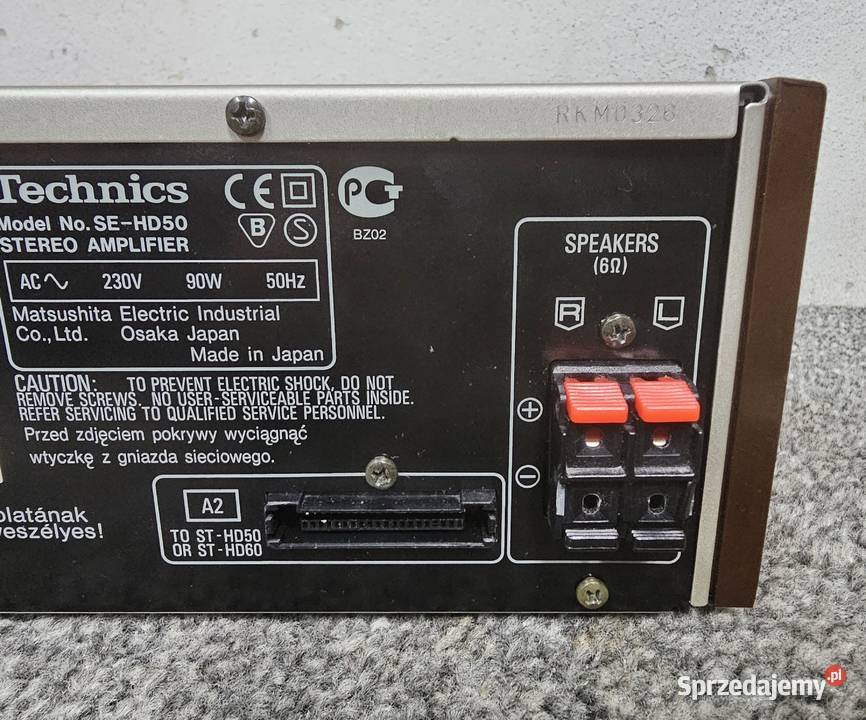 RKM0328
Technics
Model No. SE-HD50
STEREO AMPLIFIER
CE
B
S
PCT
BZ02
AC 230V 90W 50Hz
Matsushita Electric Industrial
Co., Ltd. Osaka Japan
Made in Japan
CAUTION: TO PREVENT ELECTRIC SHOCK, DO NOT
REMOVE SCREWS. NO USER-SERVICEABLE PARTS INSIDE.
REFER SERVICING TO QUALIFIED SERVICE PERSONNEL.
Przed zdjęciem pokrywy wyciągnąć
wtyczkę z gniazda sieciowego.
olatának
veszélyes!
A2
TO ST-HD50
OR ST-HD60
SPEAKERS
(6Ω)
R L
+
−
Sprzedajemy.pl